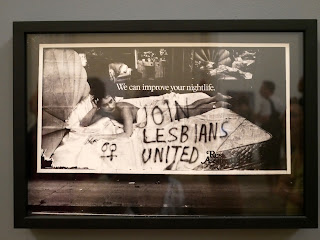 We can improve your nightlife.
JOIN
LESBIANS
UNITED